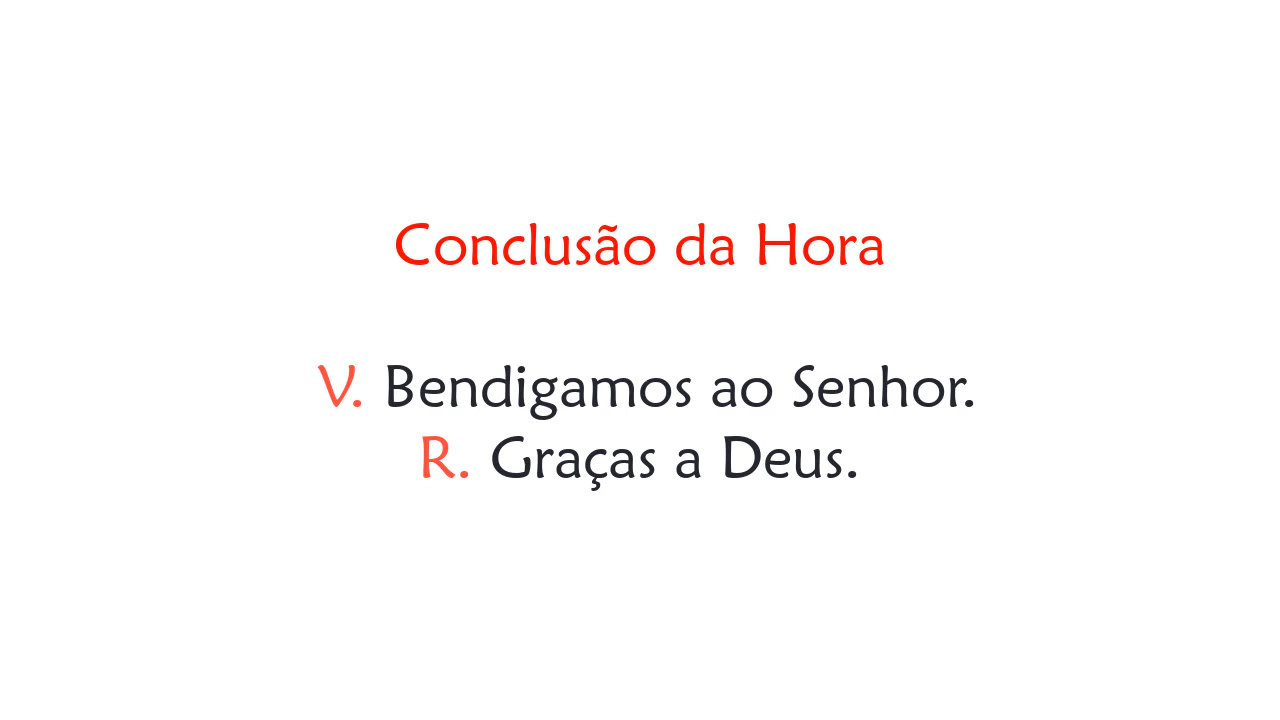 Conclusão da Hora
V. Bendigamos ao Senhor.
R. Graças a Deus.